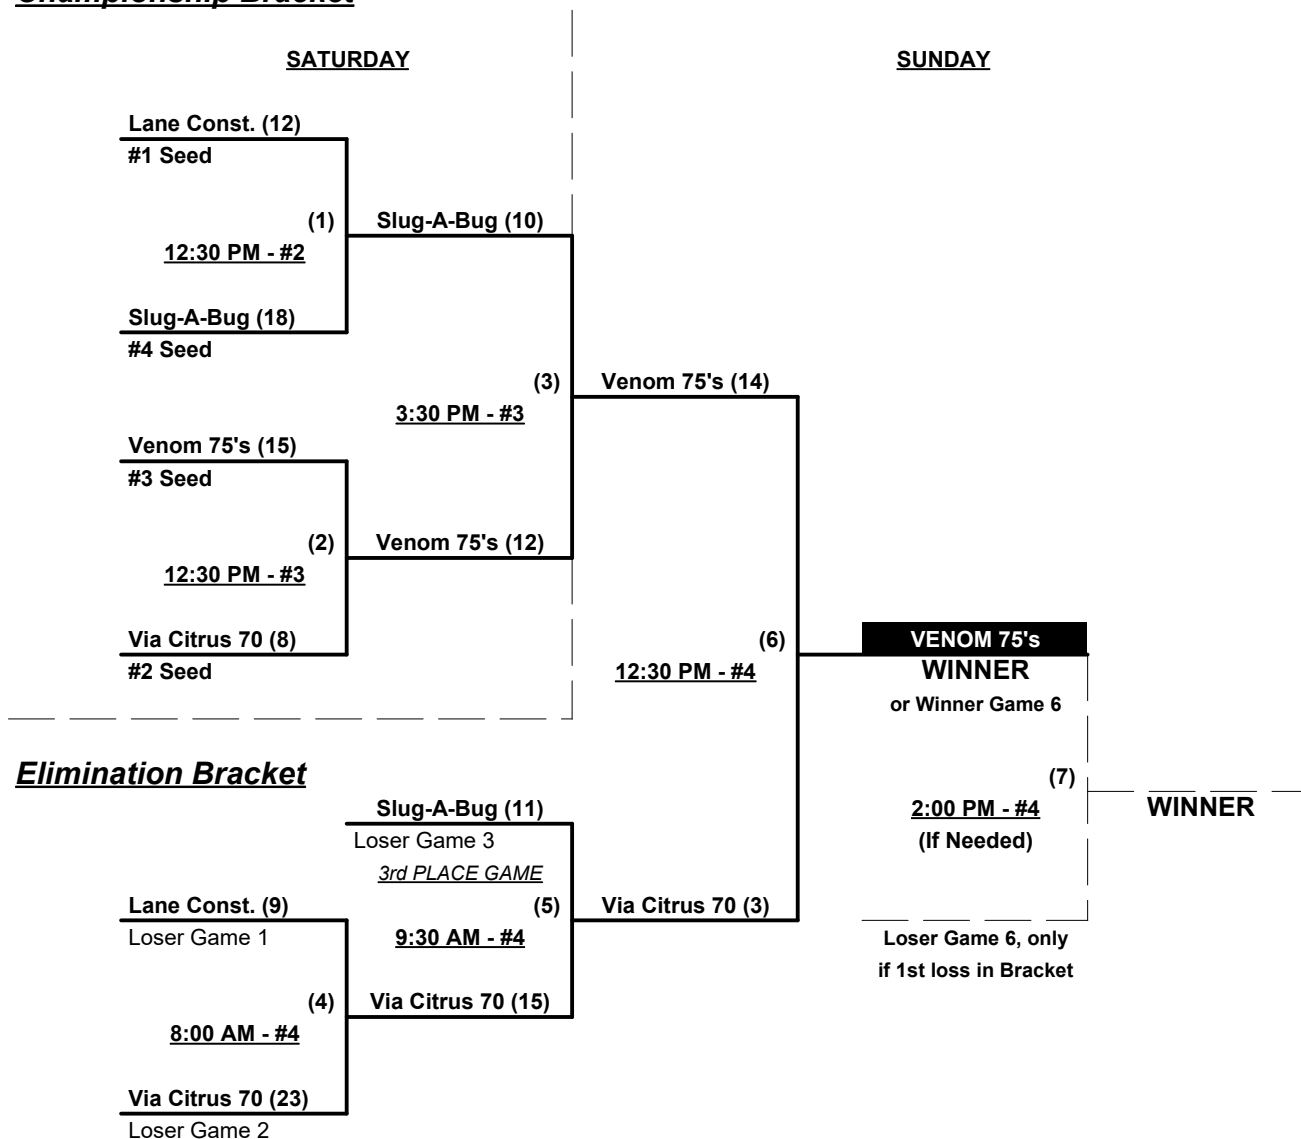 Championship Bracket
SATURDAY
SUNDAY
Lane Const. (12)
#1 Seed
(1)
Slug-A-Bug (10)
12:30 PM - #2
Slug-A-Bug (18)
#4 Seed
(3)
Venom 75's (14)
3:30 PM - #3
Venom 75's (15)
#3 Seed
(2)
Venom 75's (12)
12:30 PM - #3
Via Citrus 70 (8)
#2 Seed
(6)
12:30 PM - #4
VENOM 75's
WINNER
or Winner Game 6
Elimination Bracket
(7)
2:00 PM - #4
(If Needed)
WINNER
Slug-A-Bug (11)
Loser Game 3
3rd PLACE GAME
Lane Const. (9)
Loser Game 1
(5)
Via Citrus 70 (3)
9:30 AM - #4
Loser Game 6, only
if 1st loss in Bracket
(4)
Via Citrus 70 (15)
8:00 AM - #4
Via Citrus 70 (23)
Loser Game 2